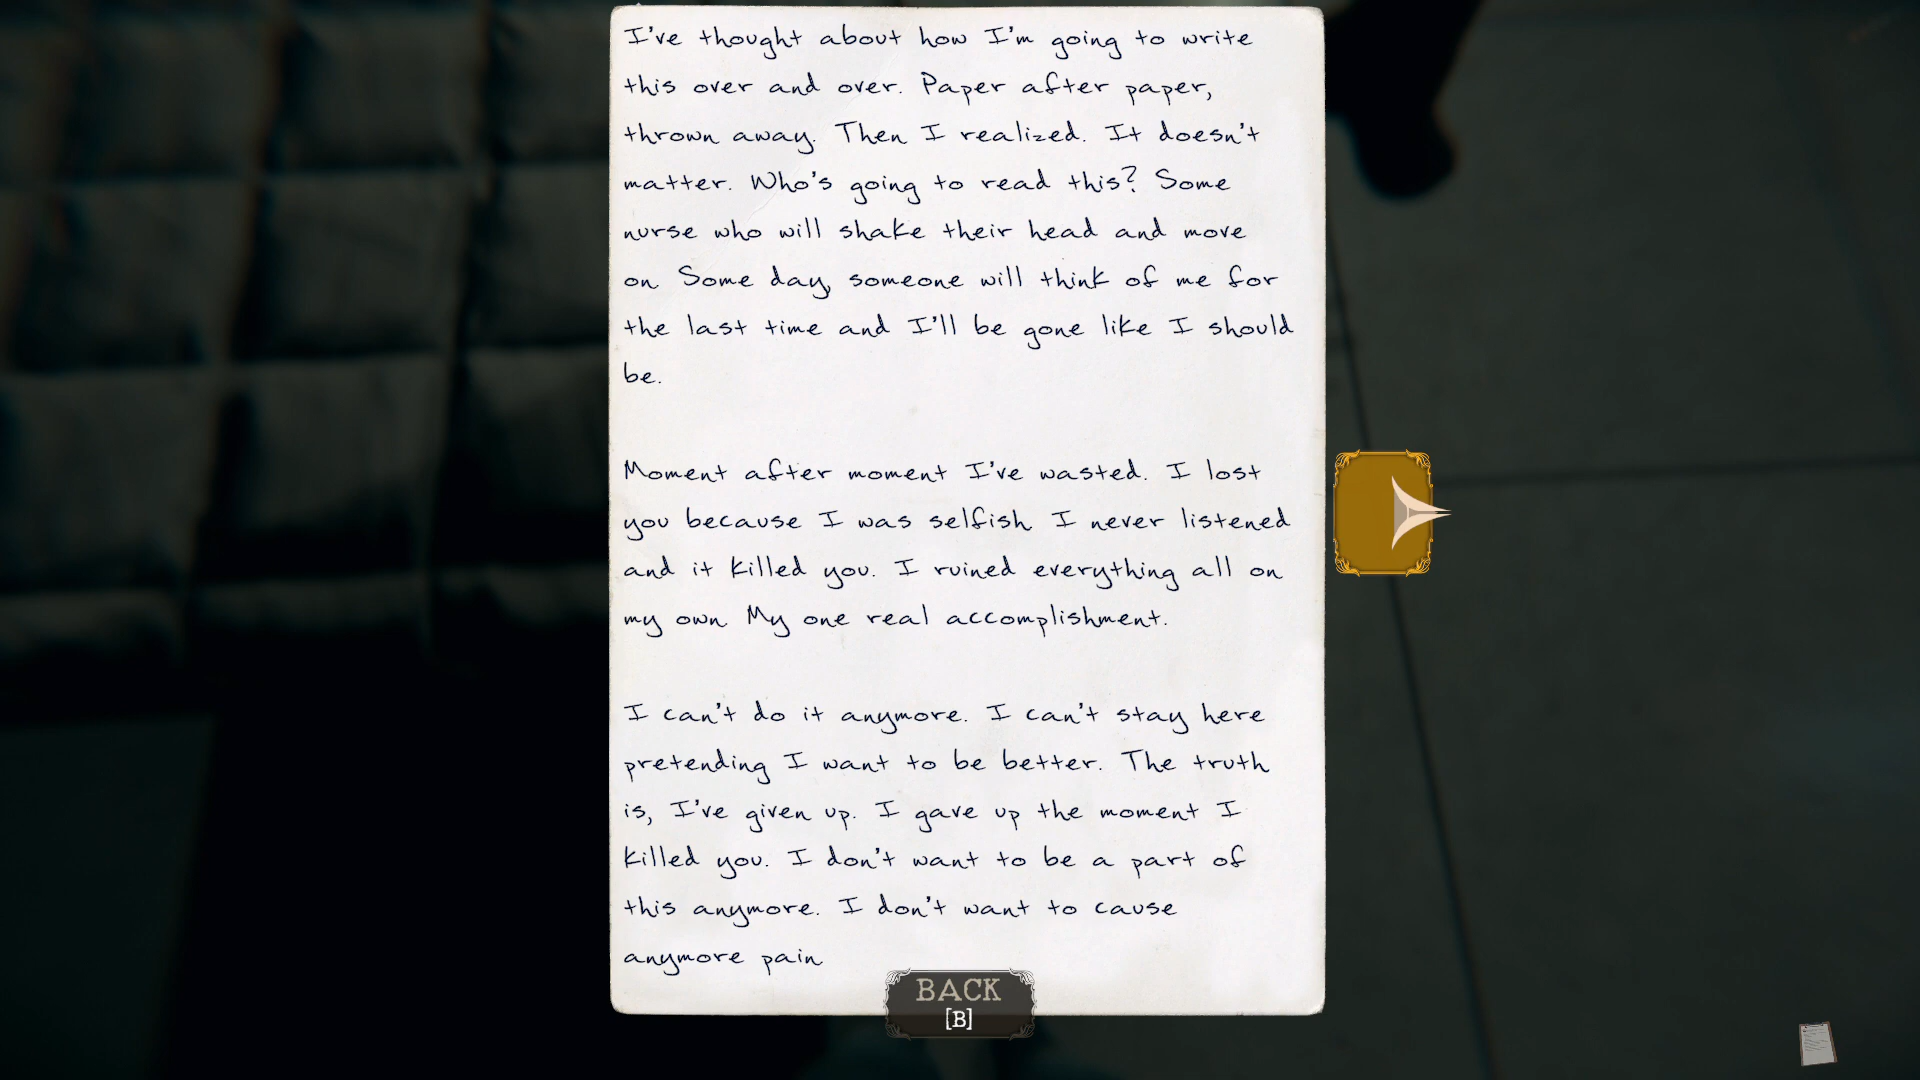 I've thought about how I'm going to write
this over and over. Paper after paper,
thrown away. Then I realized. It doesn't
matter. Who's going to read this? Some
nurse who will shake their head and move
on. Some day, someone will think of me for
the last time and I'll be gone like I should
be.
Moment after moment I've wasted. I lost
you because I was selfish. I never listened
and it killed you. I ruined everything all on
my own. My one real accomplishment.
I can't do it anymore. I can't stay here
pretending I want to be better. The truth
is, I've given up. I gave up the moment I
killed you. I don't want to be a part of
this anymore. I don't want to cause
anymore pain.
BACK
[B]